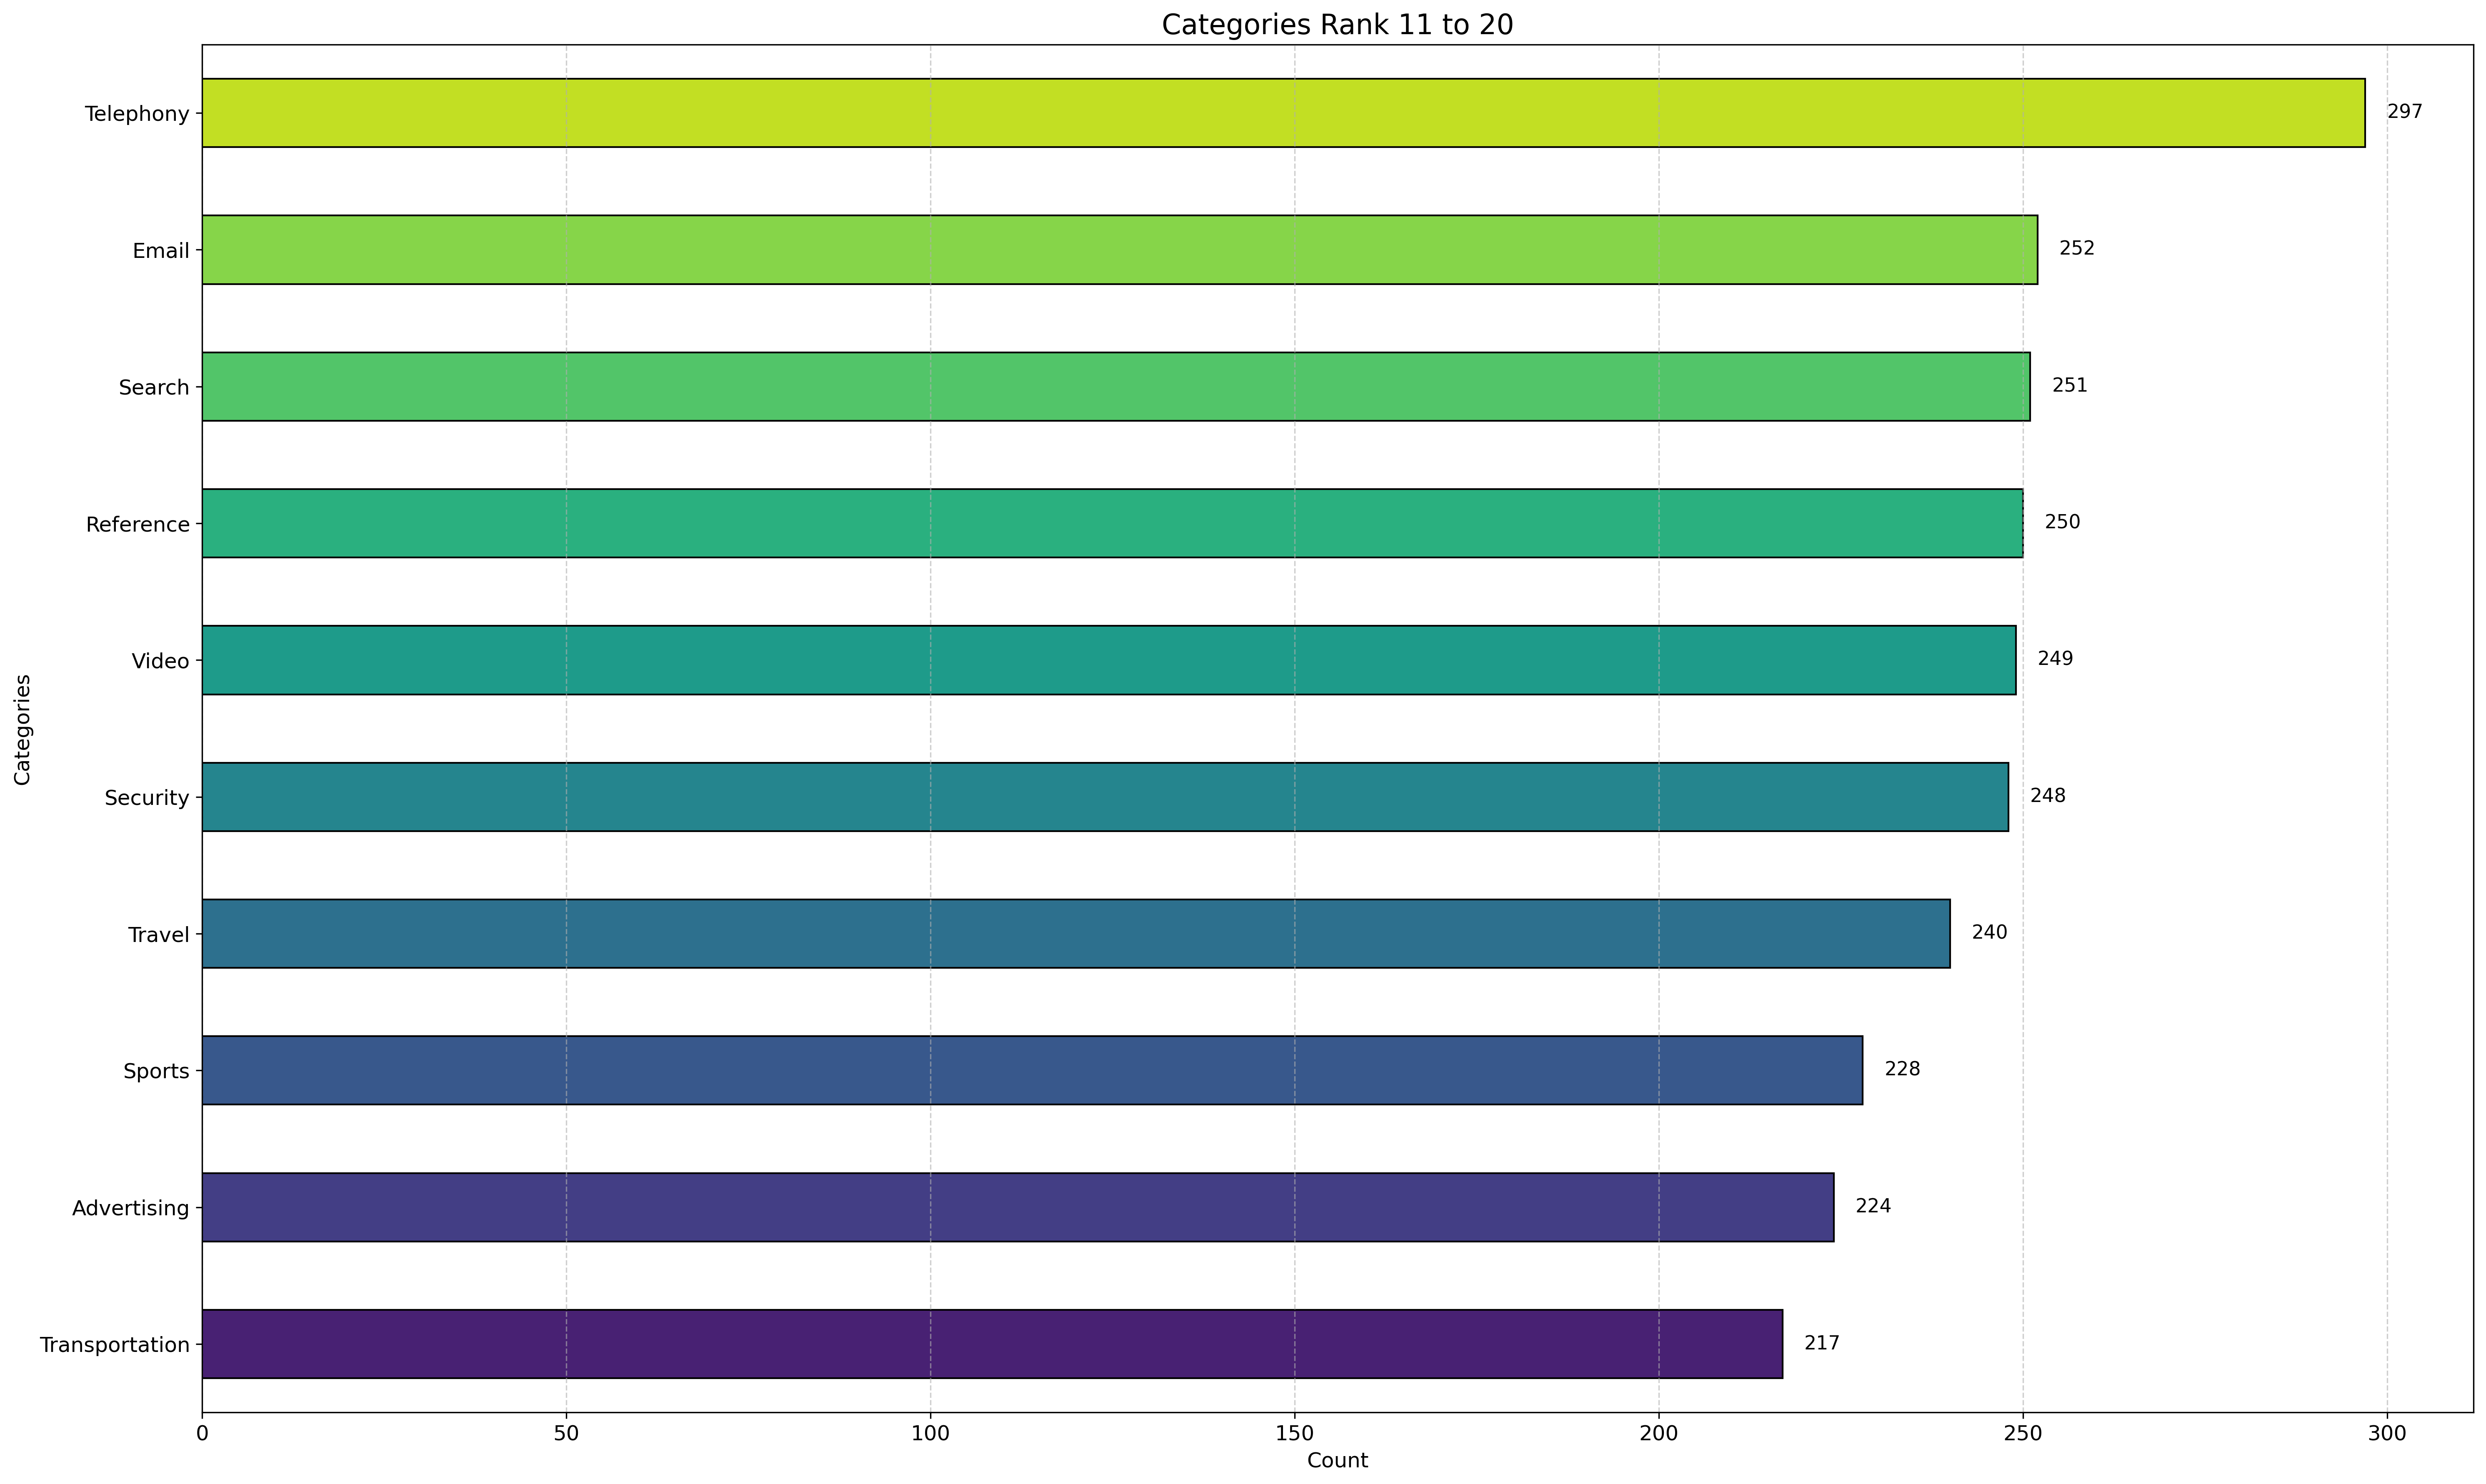 Categories Rank 11 to 20
Categories
Telephony 297
Email 252
Search 251
Reference 250
Video 249
Security 248
Travel 240
Sports 228
Advertising 224
Transportation 217
0 50 100 150 200 250 300
Count